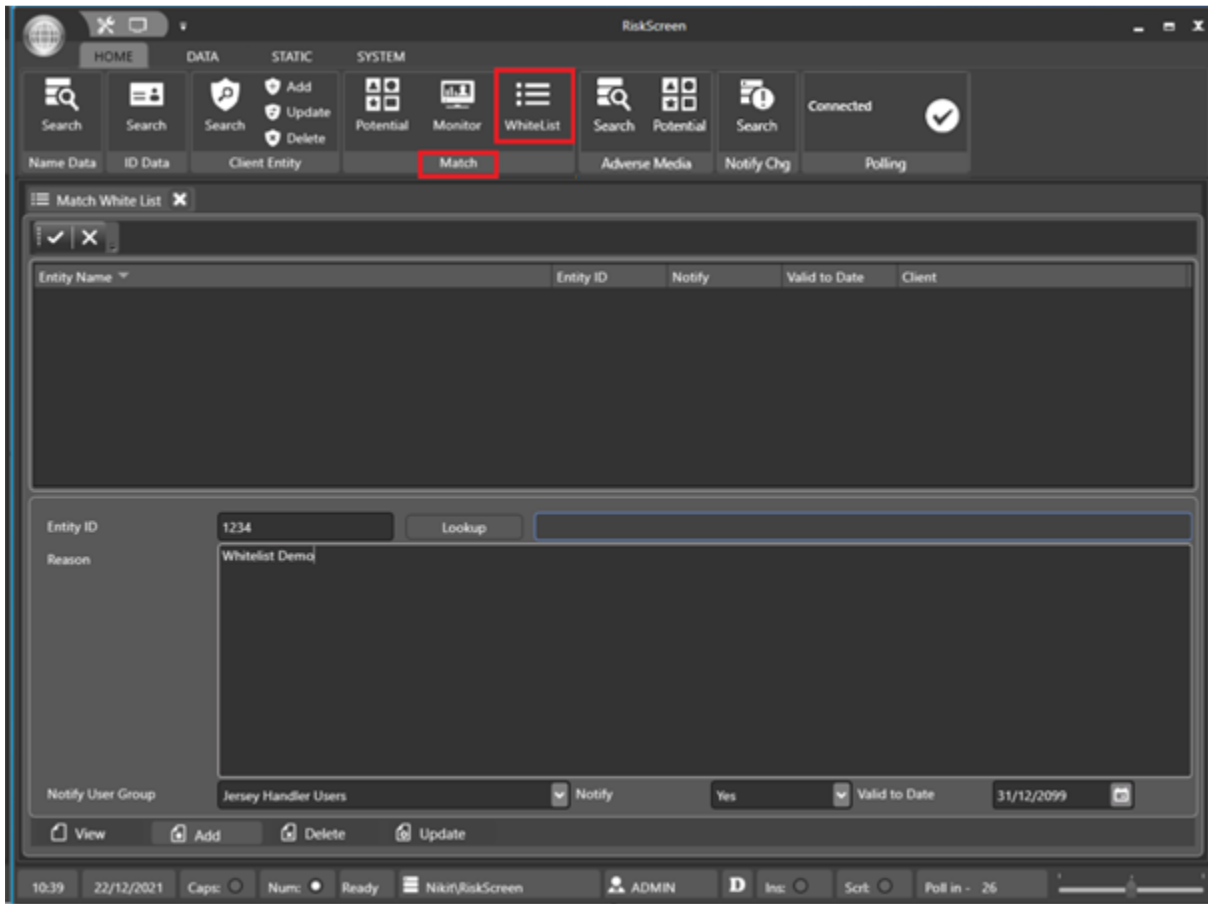 RiskScreen
HOME DATA STATIC SYSTEM
Search Search Search Add Update Delete Potential Monitor WhiteList Search Potential Search Connected
Name Data ID Data Client Entity Match Adverse Media Notify Chg Polling
Match White List
Entity Name Entity ID Notify Valid to Date Client
Entity ID 1234 Lookup
Reason Whitelist Demo
Notify User Group Jersey Handler Users Notify Yes Valid to Date 31/12/2099
View Add Delete Update
10:39 22/12/2021 Caps: Num: Ready Nikit\RiskScreen ADMIN D Ins: Scrl: Poll in - 26